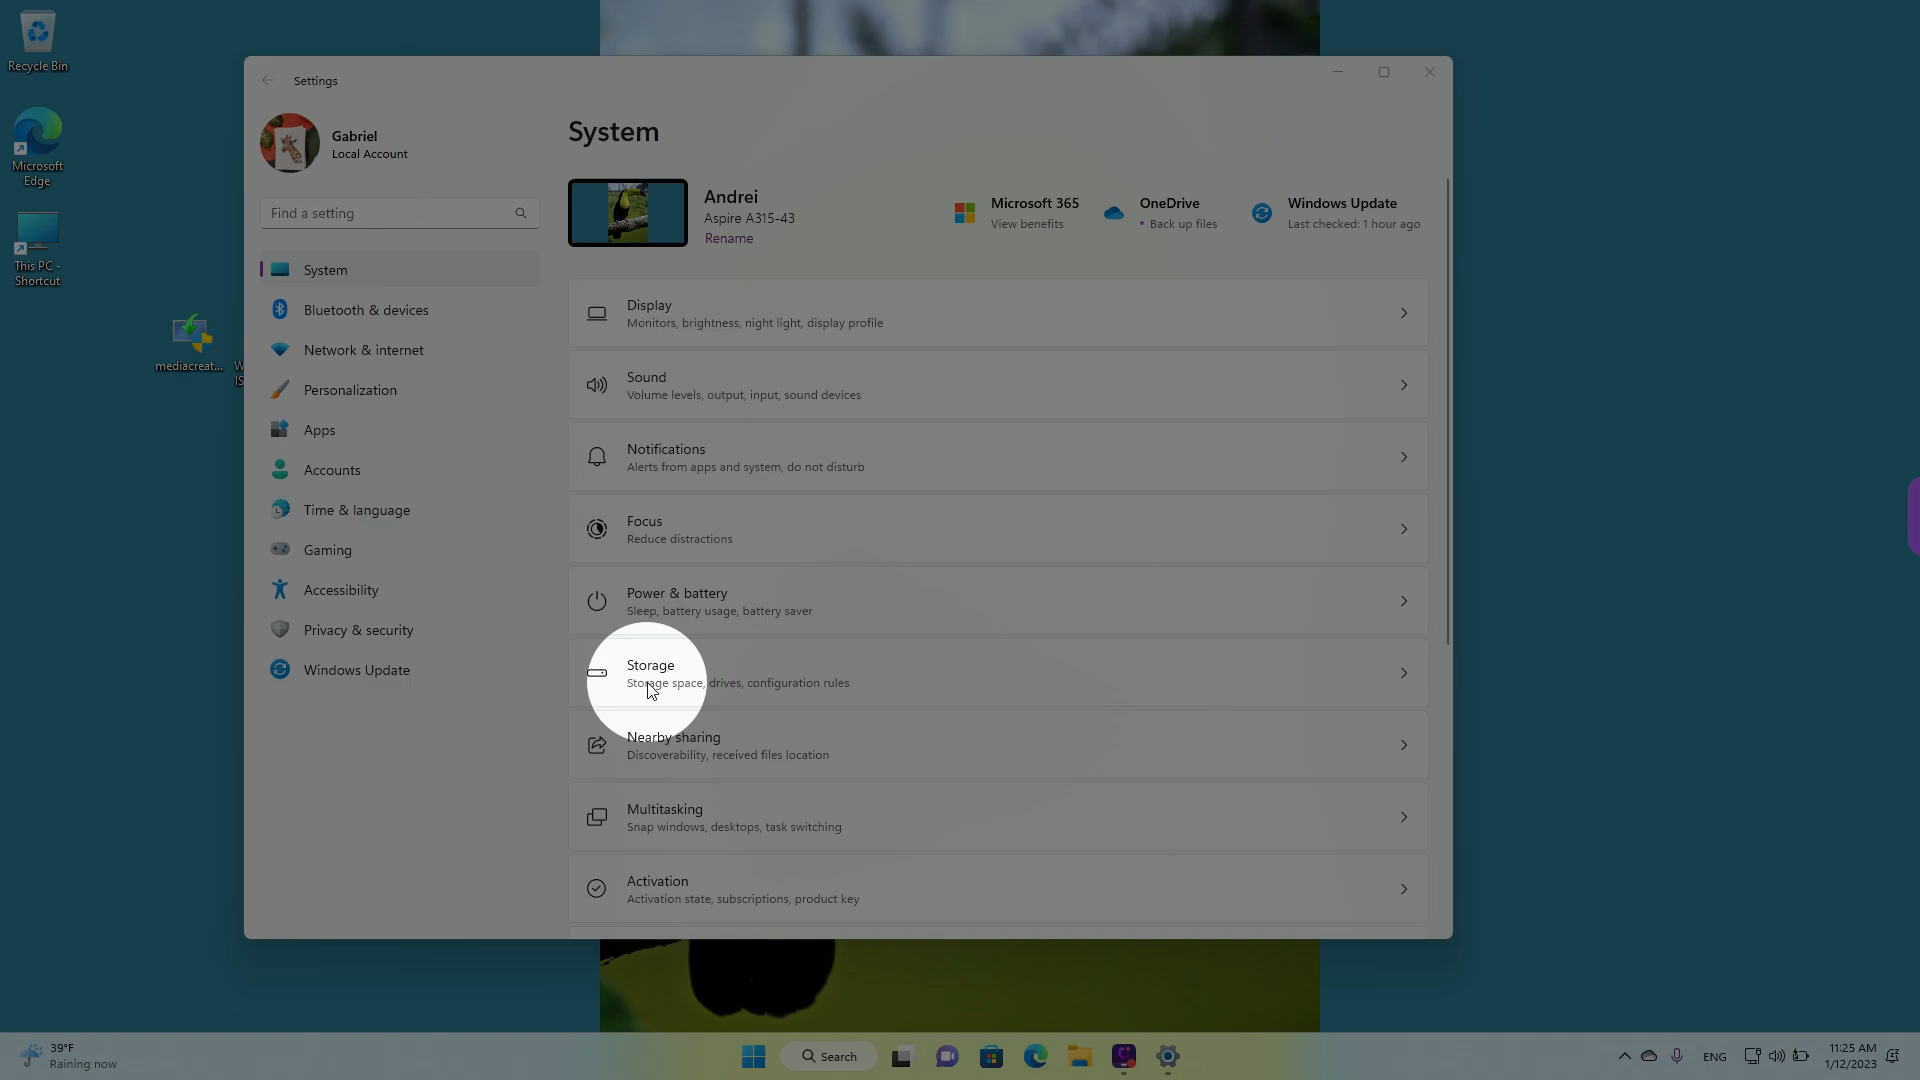 Recycle Bin
Microsoft
Edge
This PC -
Shortcut
mediacreat...
W
IS
Settings
Gabriel
Local Account
Find a setting
System
Bluetooth & devices
Network & internet
Personalization
Apps
Accounts
Time & language
Gaming
Accessibility
Privacy & security
Windows Update
System
Andrei
Aspire A315-43
Rename
Microsoft 365
View benefits
OneDrive
• Back up files
Windows Update
Last checked: 1 hour ago
Display
Monitors, brightness, night light, display profile
Sound
Volume levels, output, input, sound devices
Notifications
Alerts from apps and system, do not disturb
Focus
Reduce distractions
Power & battery
Sleep, battery usage, battery saver
Storage
Storage space, drives, configuration rules
Nearby sharing
Discoverability, received files location
Multitasking
Snap windows, desktops, task switching
Activation
Activation state, subscriptions, product key
39°F
Raining now
Search
ENG
11:25 AM
1/12/2023